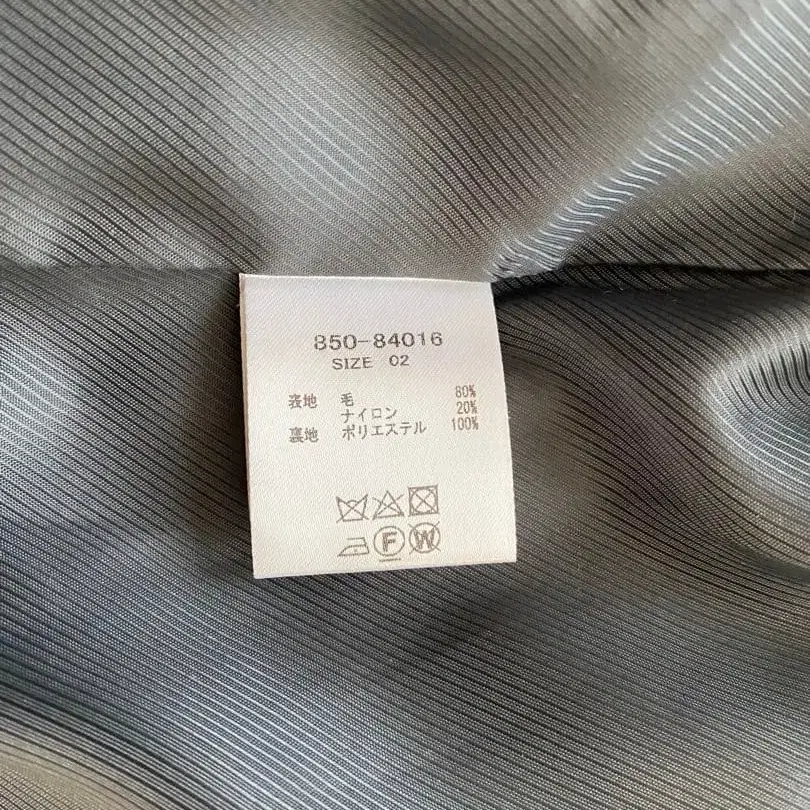 850-84016
SIZE 02
表地 毛 80%
ナイロン 20%
裏地 ポリエステル 100%
F W